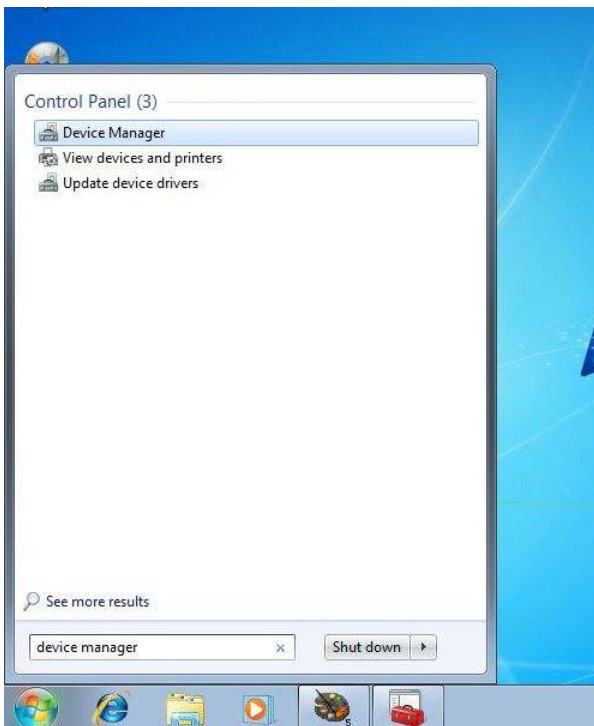 Control Panel (3)
Device Manager
View devices and printers
Update device drivers
See more results
device manager
Shut down
5